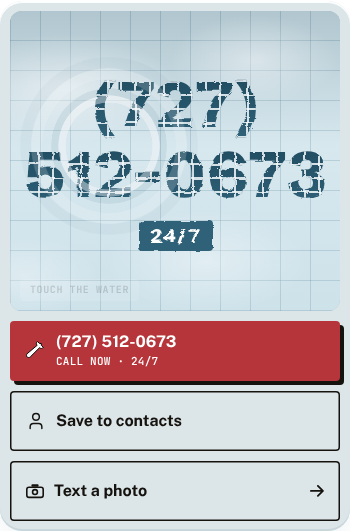 (727)
512-0673
24/7
TOUCH THE WATER
(727) 512-0673
CALL NOW · 24/7
Save to contacts
Text a photo